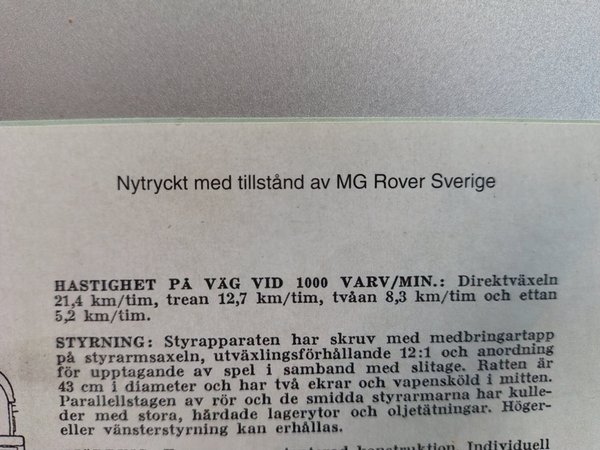 Nytryckt med tillstånd av MG Rover Sverige
HASTIGHET PÅ VÄG VID 1000 VARV/MIN.: Direktväxeln
21,4 km/tim, trean 12,7 km/tim, tvåan 8,3 km/tim och ettan
5,2 km/tim.
STYRNING: Styrapparaten har skruv med medbringartapp
på styrarmsaxeln, utväxlingsförhållande 12:1 och anordning
för upptagande av spel i samband med slitage. Ratten är
43 cm i diameter och har två ekrar och vapensköld i mitten.
Parallellstagen av rör och de smidda styrarmarna har kulle-
der med stora, hårdade lagerytor och oljetätningar. Höger-
eller vänsterstyrning kan erhållas.
konstruktion. Individuell